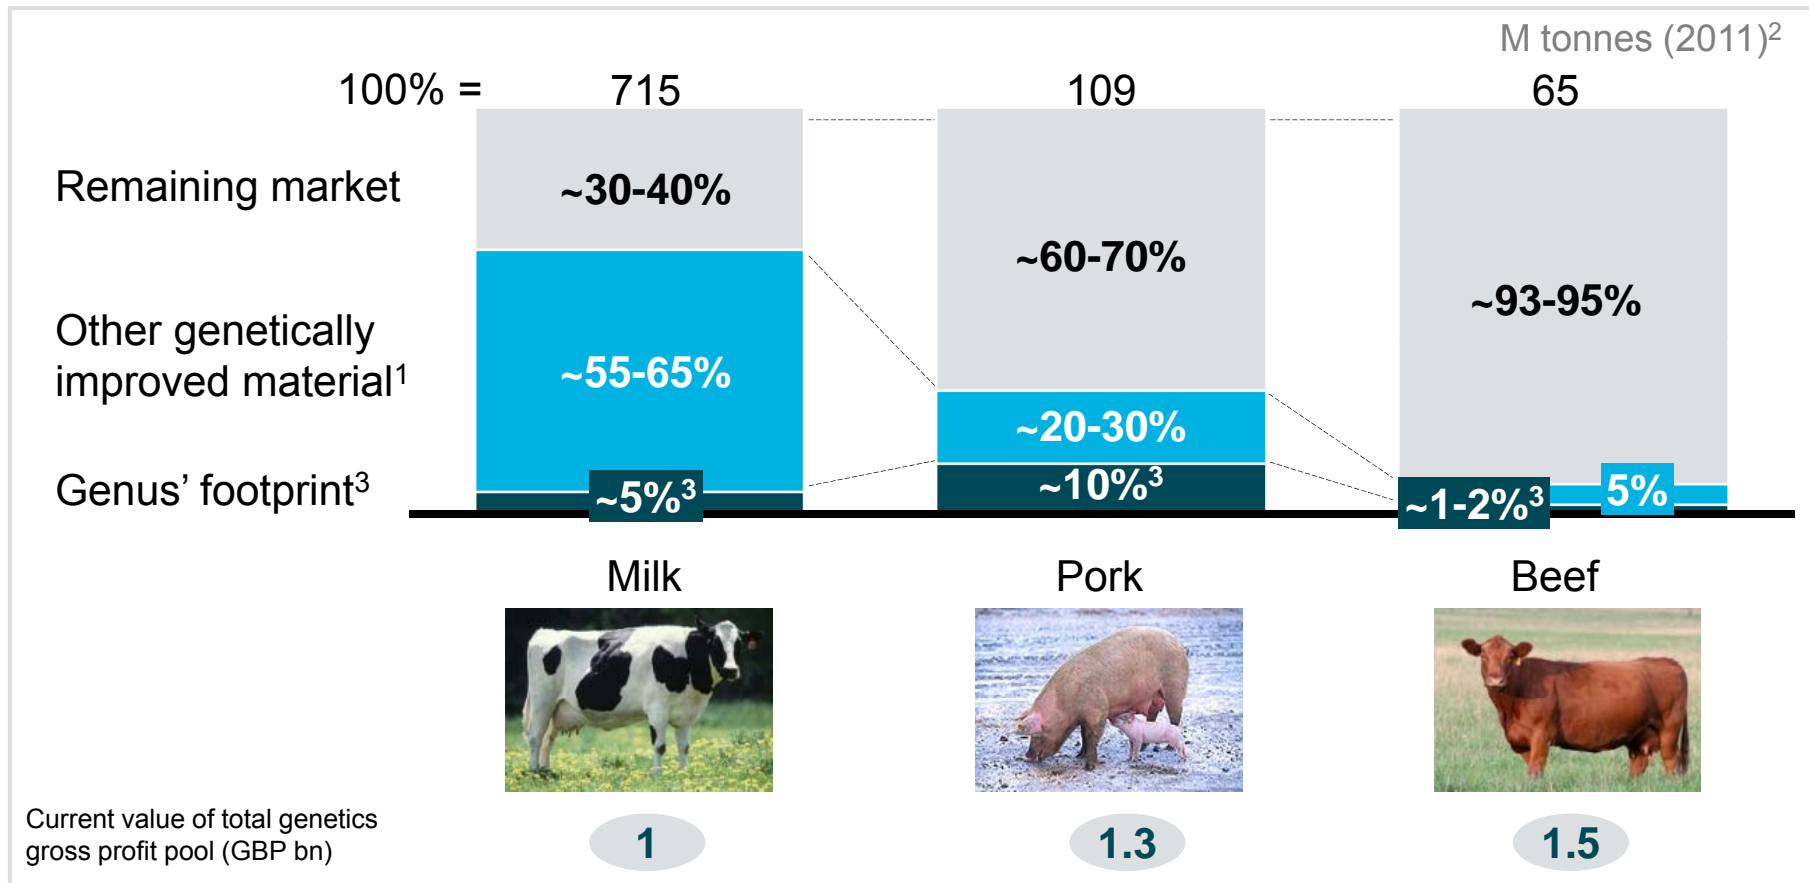 M tonnes (2011)2
100% = 715 109 65
Remaining market ~30-40% ~60-70% ~93-95%
Other genetically
improved material1
~55-65% ~20-30%
Genus’ footprint3 ~5%3 ~10%3 ~1-2%3 5%
Milk Pork Beef
Current value of total genetics
gross profit pool (GBP bn)
1 1.3 1.5